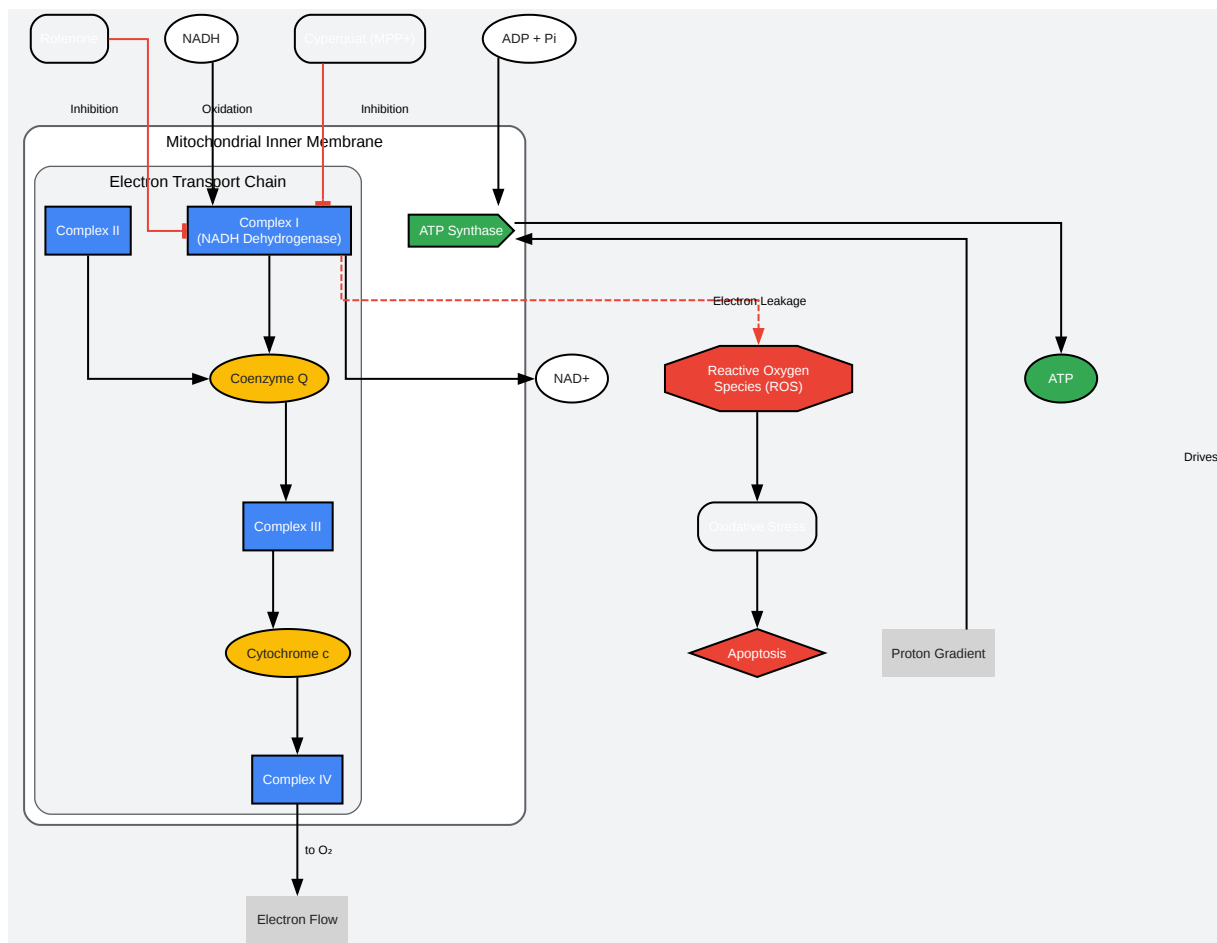 Rotenone
NADH
Cyperquat (MPP+)
ADP + Pi
Inhibition
Oxidation
Inhibition
Mitochondrial Inner Membrane
Electron Transport Chain
Complex II
Complex I
(NADH Dehydrogenase)
ATP Synthase
Electron Leakage
Coenzyme Q
NAD+
Reactive Oxygen
Species (ROS)
ATP
Drives
Complex III
Oxidative Stress
Cytochrome c
Apoptosis
Proton Gradient
Complex IV
to O₂
Electron Flow